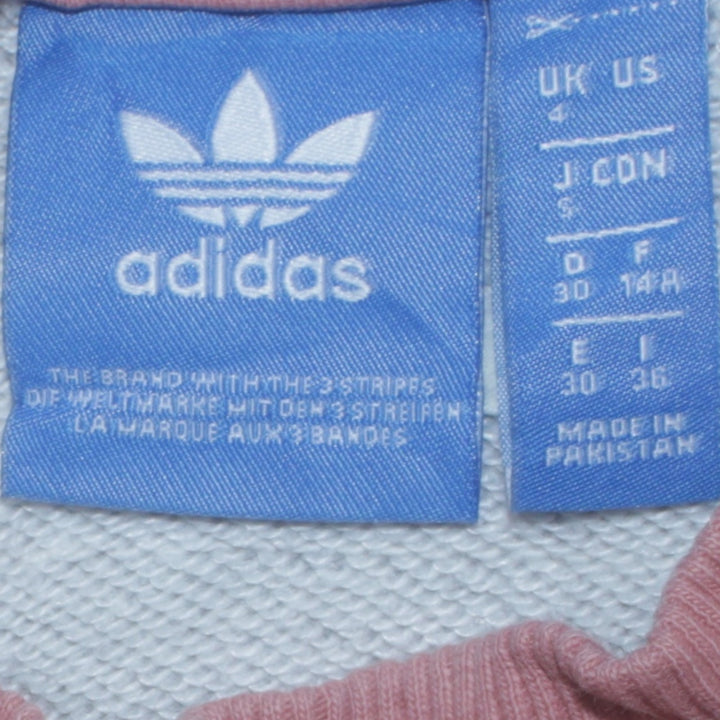 adidas
THE BRAND WITH THE 3 STRIPES
DIE WELTMARKE MIT DEN 3 STREIFEN
LA MARQUE AUX 3 BANDES
UK US
4
J CDN
S
D F
30 14A
E I
30 36
MADE IN
PAKISTAN